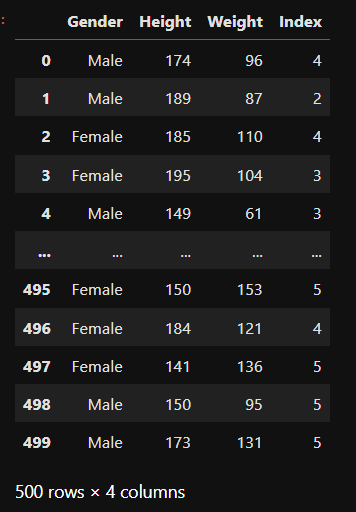 Gender Height Weight Index
0 Male 174 96 4
1 Male 189 87 2
2 Female 185 110 4
3 Female 195 104 3
4 Male 149 61 3
... ... ... ... ...
495 Female 150 153 5
496 Female 184 121 4
497 Female 141 136 5
498 Male 150 95 5
499 Male 173 131 5
500 rows × 4 columns